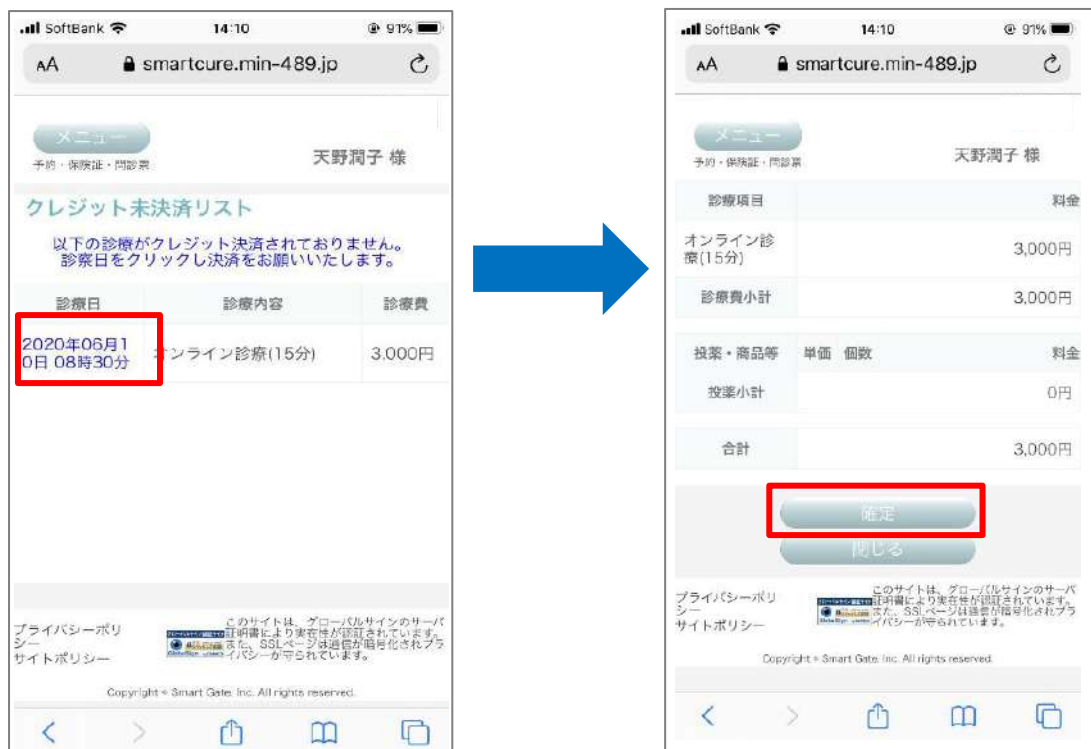 SoftBank 14:10 91%
AA smartcure.min-489.jp
メニュー
予約・保険証・問診票
天野潤子 様
クレジット未決済リスト
以下の診療がクレジット決済されておりません。
診察日をクリックし決済をお願いいたします。
診療日 診療内容 診療費
2020年06月1
0日 08時30分
オンライン診療(15分) 3,000円
プライバシーポリ
シー
サイトポリシー
このサイトは、グローバルサインのサーバ
証明書により実在性が認証されています。
また、SSLページは通信が暗号化されプラ
イバシーが守られています。
Copyright © Smart Gate. Inc. All rights reserved.
SoftBank 14:10 91%
AA smartcure.min-489.jp
メニュー
予約・保険証・問診票
天野潤子 様
診療項目 料金
オンライン診
療(15分)
3,000円
診療費小計 3,000円
投薬・商品等 単価 個数 料金
投薬小計 0円
合計 3,000円
確定
閉じる
プライバシーポリ
シー
サイトポリシー
このサイトは、グローバルサインのサーバ
証明書により実在性が認証されています。
また、SSLページは通信が暗号化されプラ
イバシーが守られています。
Copyright © Smart Gate. Inc. All rights reserved.